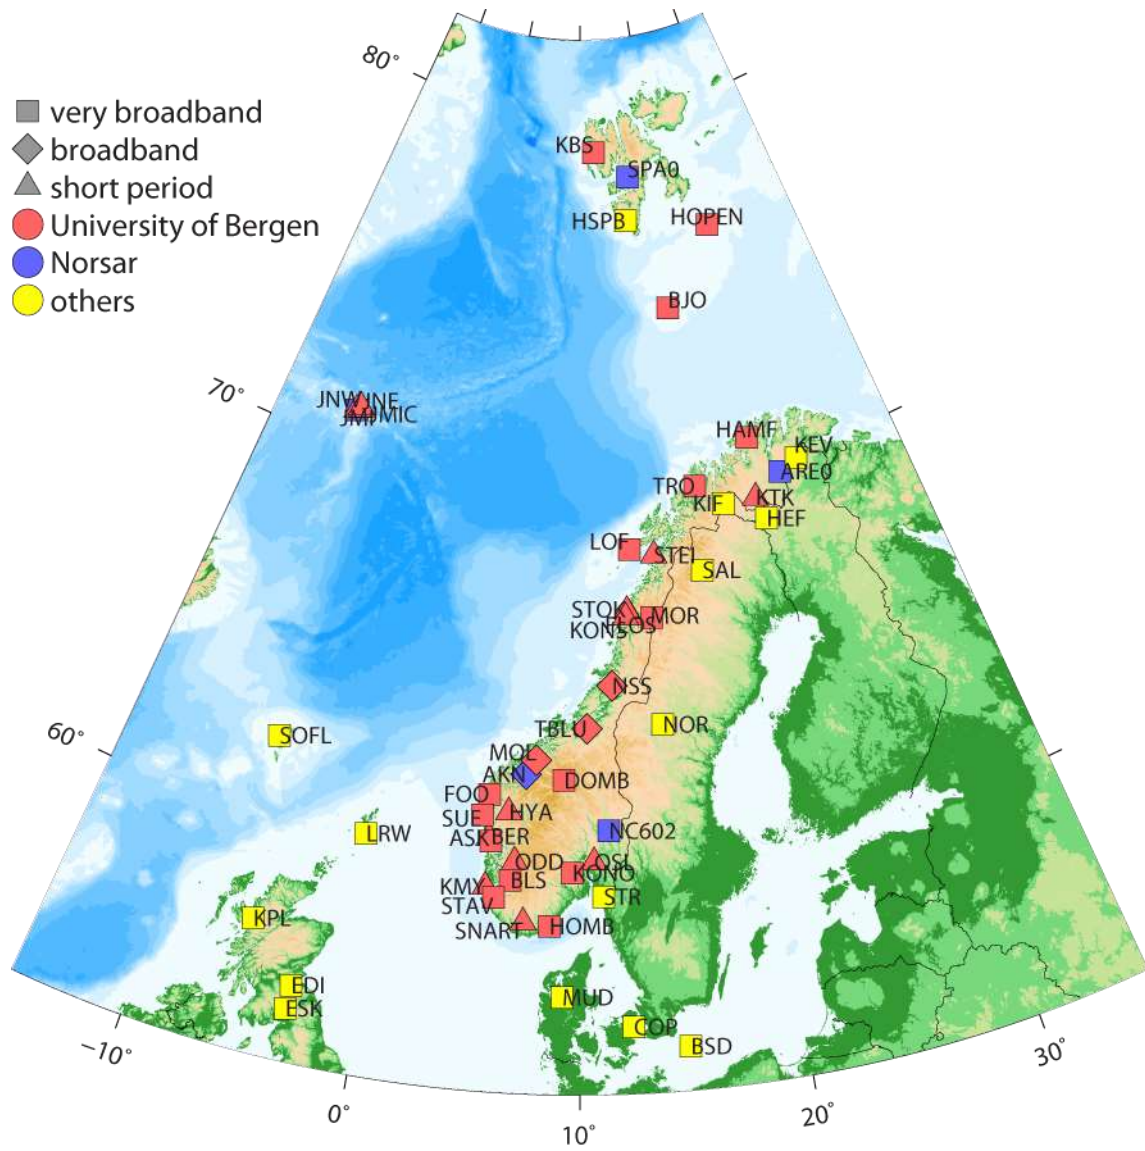 80°
very broadband
broadband
short period
University of Bergen
Norsar
others
KBS
SPA0
HSPB
HOPEN
BJO
70°
JNW
JNE
JMI
JMIC
HAMF
KEV
ARE0
TRO
KIF
KTK
HEF
LOF
STEI
SAL
STOK
MOR
FLOS
KONS
NSS
60°
SOFL
TBLU
NOR
MOL
AKN
DOMB
FOO
HYA
SUE
LRW
ASK
BER
NC602
ODD
OSL
BLS
KONO
KMY
STAV
STR
KPL
SNART
HOMB
EDI
MUD
ESK
COP
BSD
−10°
0°
10°
20°
30°